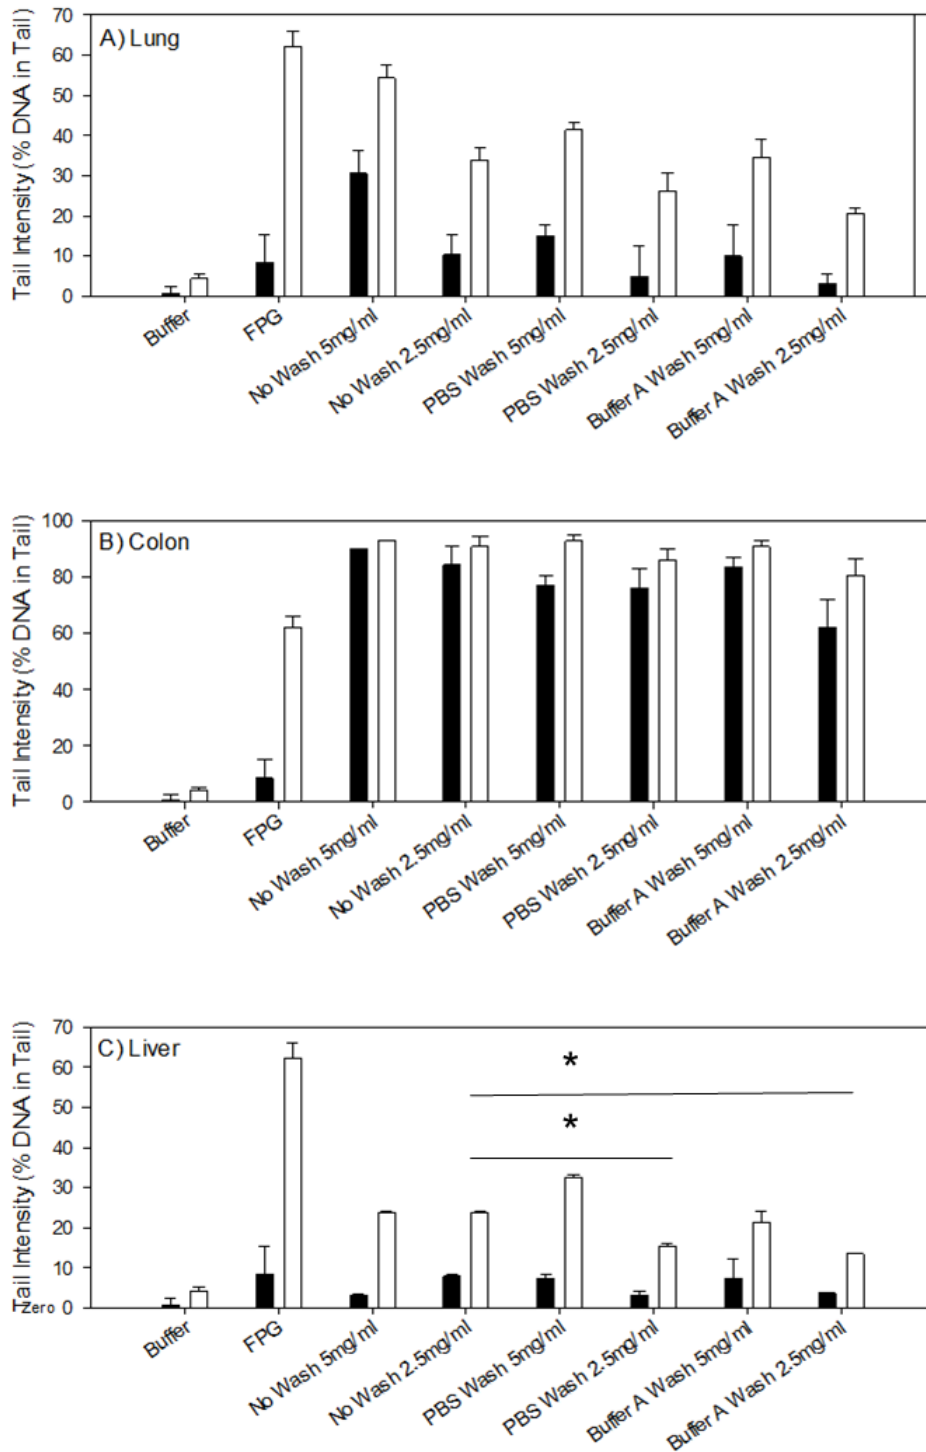 A) Lung
Tail Intensity (% DNA in Tail)
70
60
50
40
30
20
10
0
Buffer
FPG
No Wash 5mg/ml
No Wash 2.5mg/ml
PBS Wash 5mg/ml
PBS Wash 2.5mg/ml
Buffer A Wash 5mg/ml
Buffer A Wash 2.5mg/ml
B) Colon
Tail Intensity (% DNA in Tail)
100
80
60
40
20
0
Buffer
FPG
No Wash 5mg/ml
No Wash 2.5mg/ml
PBS Wash 5mg/ml
PBS Wash 2.5mg/ml
Buffer A Wash 5mg/ml
Buffer A Wash 2.5mg/ml
C) Liver
Tail Intensity (% DNA in Tail)
70
60
50
40
30
20
10
0
Zero
*
*
Buffer
FPG
No Wash 5mg/ml
No Wash 2.5mg/ml
PBS Wash 5mg/ml
PBS Wash 2.5mg/ml
Buffer A Wash 5mg/ml
Buffer A Wash 2.5mg/ml